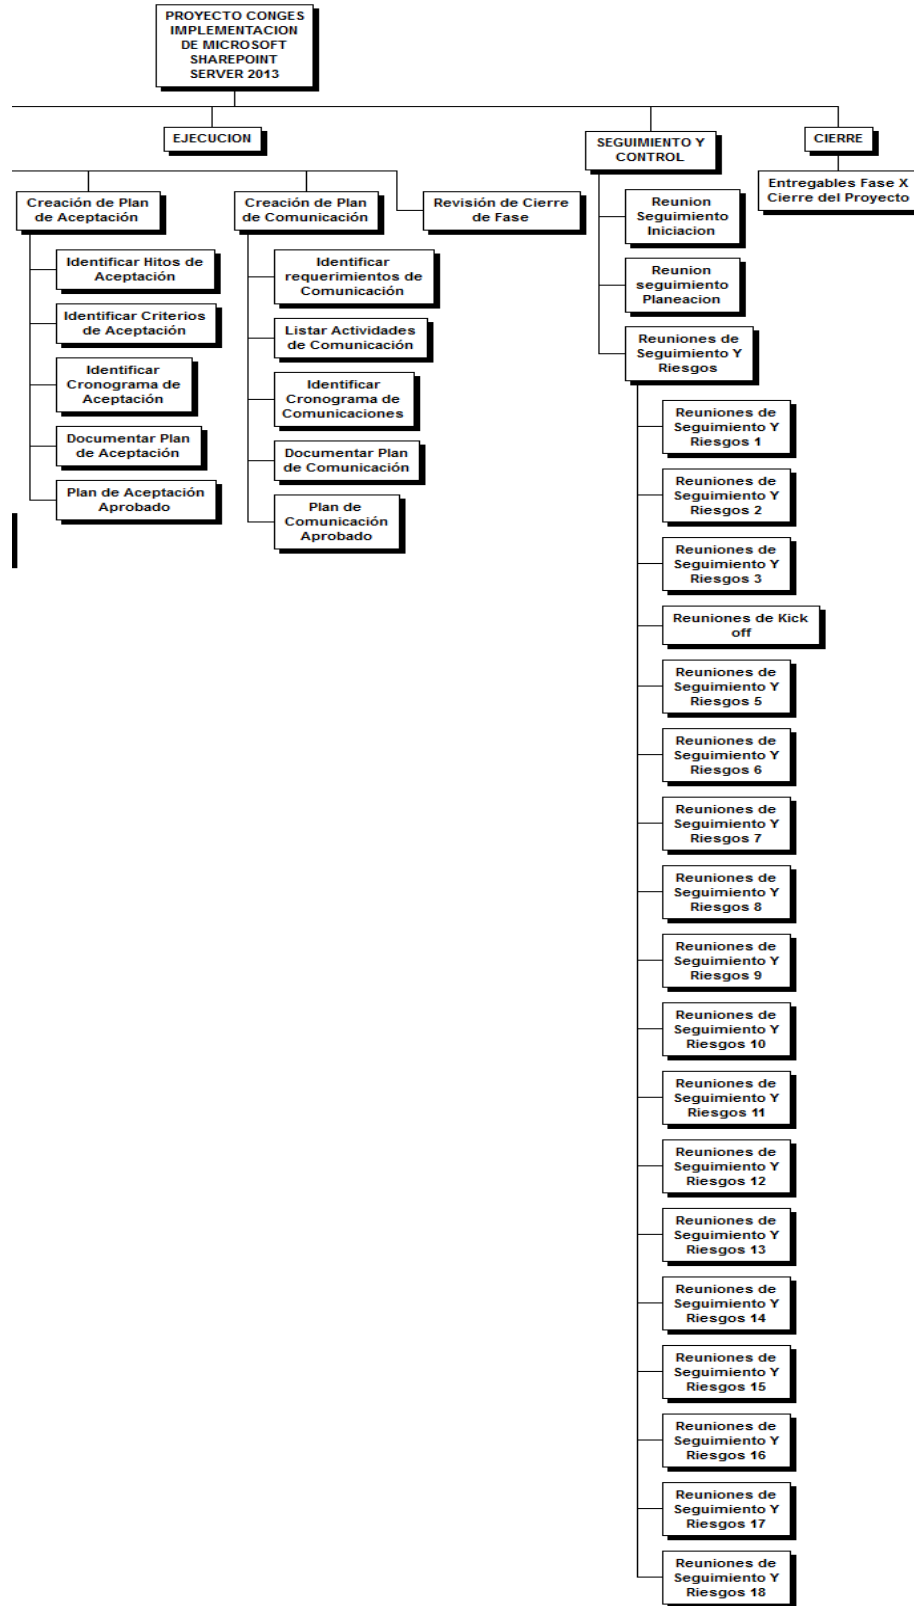 PROYECTO CONGES
IMPLEMENTACION
DE MICROSOFT
SHAREPOINT
SERVER 2013
EJECUCION
SEGUIMIENTO Y
CONTROL
CIERRE
Creación de Plan
de Aceptación
Identificar Hitos de
Aceptación
Identificar Criterios
de Aceptación
Identificar
Cronograma de
Aceptación
Documentar Plan
de Aceptación
Plan de Aceptación
Aprobado
Creación de Plan
de Comunicación
Identificar
requerimientos de
Comunicación
Listar Actividades
de Comunicación
Identificar
Cronograma de
Comunicaciones
Documentar Plan
de Comunicación
Plan de
Comunicación
Aprobado
Revisión de Cierre
de Fase
Reunion
Seguimiento
Iniciacion
Reunion
seguimiento
Planeacion
Reuniones de
Seguimiento Y
Riesgos
Reuniones de
Seguimiento Y
Riesgos 1
Reuniones de
Seguimiento Y
Riesgos 2
Reuniones de
Seguimiento Y
Riesgos 3
Reuniones de Kick
off
Reuniones de
Seguimiento Y
Riesgos 5
Reuniones de
Seguimiento Y
Riesgos 6
Reuniones de
Seguimiento Y
Riesgos 7
Reuniones de
Seguimiento Y
Riesgos 8
Reuniones de
Seguimiento Y
Riesgos 9
Reuniones de
Seguimiento Y
Riesgos 10
Reuniones de
Seguimiento Y
Riesgos 11
Reuniones de
Seguimiento Y
Riesgos 12
Reuniones de
Seguimiento Y
Riesgos 13
Reuniones de
Seguimiento Y
Riesgos 14
Reuniones de
Seguimiento Y
Riesgos 15
Reuniones de
Seguimiento Y
Riesgos 16
Reuniones de
Seguimiento Y
Riesgos 17
Reuniones de
Seguimiento Y
Riesgos 18
Entregables Fase X
Cierre del Proyecto